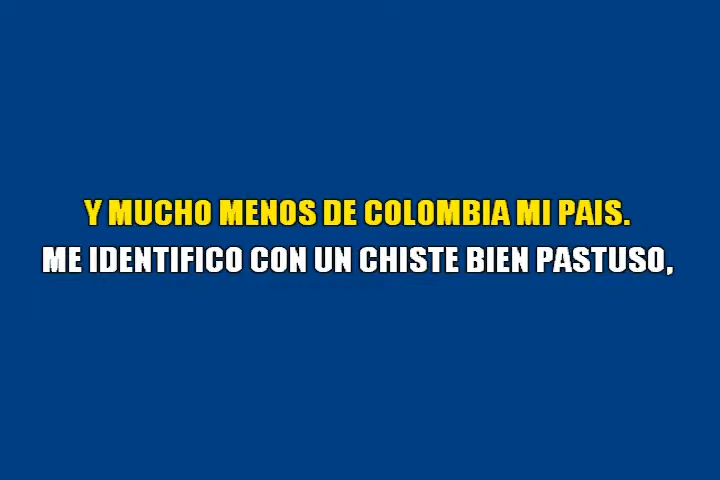 Y MUCHO MENOS DE COLOMBIA MI PAIS.
ME IDENTIFICO CON UN CHISTE BIEN PASTUSO,